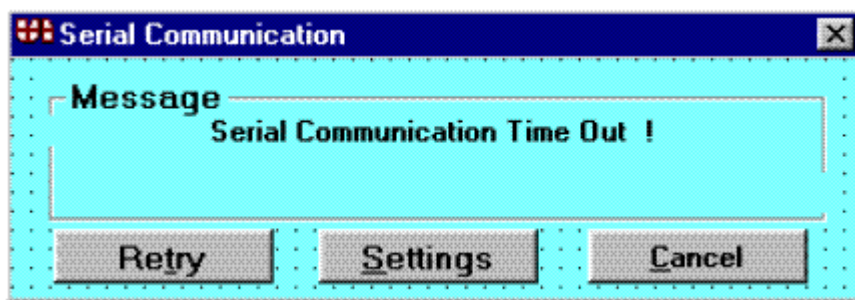 Serial Communication
Message
Serial Communication Time Out !
Retry Settings Cancel